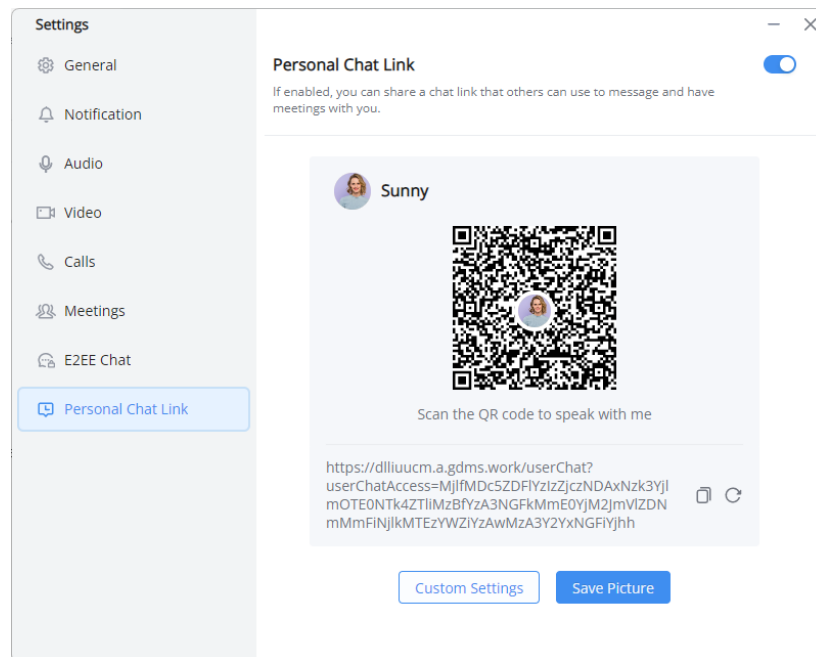 Settings
General
Notification
Audio
Video
Calls
Meetings
E2EE Chat
Personal Chat Link
Personal Chat Link
If enabled, you can share a chat link that others can use to message and have
meetings with you.
Sunny
Scan the QR code to speak with me
https://dlliuucm.a.gdms.work/userChat?
userChatAccess=MjlfMDc5ZDFlYzIzZjczNDAxNzk3Yjl
mOTE0NTk4ZTliMzBfYzA3NGFkMmE0YjM2JmVlZDN
mMmFiNjlkMTEzYWZiYzAwMzA3Y2YxNGFiYjhh
Custom Settings
Save Picture